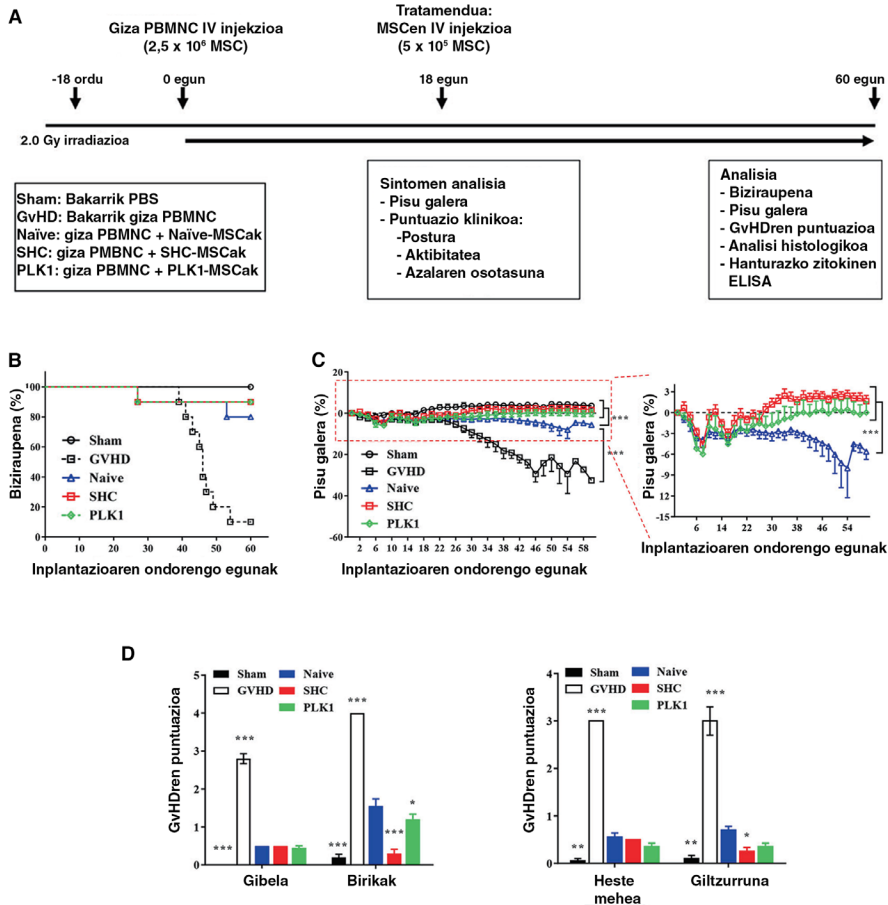 A
Giza PBMNC IV injekzioa
(2,5 x 10⁶ MSC)
Tratamendua:
MSCen IV injekzioa
(5 x 10⁵ MSC)
-18 ordu
0 egun
18 egun
60 egun
2.0 Gy irradiazioa
Sham: Bakarrik PBS
GvHD: Bakarrik giza PBMNC
Naïve: giza PBMNC + Naïve-MSCak
SHC: giza PMBNC + SHC-MSCak
PLK1: giza PBMNC + PLK1-MSCak
Sintomen analisia
- Pisu galera
- Puntuazio klinikoa:
-Postura
- Aktibitatea
- Azalaren osotasuna
Analisia
- Biziraupena
- Pisu galera
- GvHDren puntuazioa
- Analisi histologikoa
- Hanturazko zitokinen
ELISA
B
Biziraupena (%)
100
80
60
40
20
0
Sham
GVHD
Naive
SHC
PLK1
0 10 20 30 40 50 60
Inplantazioaren ondorengo egunak
C
Pisu galera (%)
20
0
20
40
-60
Sham
GVHD
Naive
SHC
PLK1
***
***
2 6 10 14 18 22 26 30 34 38 42 46 50 54 58
Inplantazioaren ondorengo egunak
Pisu galera (%)
3
0
-3
-6
-9
-12
-15
***
6 14 22 30 38 46 54
Inplantazioaren ondorengo egunak
D
GvHDren puntuazioa
5
4
3
2
1
0
Sham
GVHD
Naive
SHC
PLK1
*** *** *** *** *** *
Gibela
Birikak
GvHDren puntuazioa
4
3
2
1
0
Sham
GVHD
Naive
SHC
PLK1
** *** ** *** *
Heste
mehea
Giltzurruna